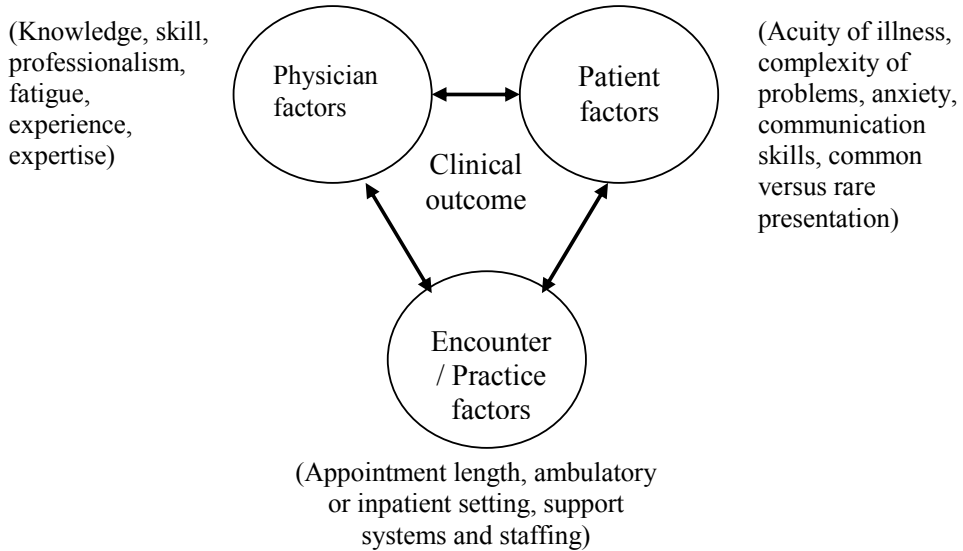 (Knowledge, skill,
professionalism,
fatigue,
experience,
expertise)
Physician
factors
Patient
factors
(Acuity of illness,
complexity of
problems, anxiety,
communication
skills, common
versus rare
presentation)
Clinical
outcome
Encounter
/ Practice
factors
(Appointment length, ambulatory
or inpatient setting, support
systems and staffing)